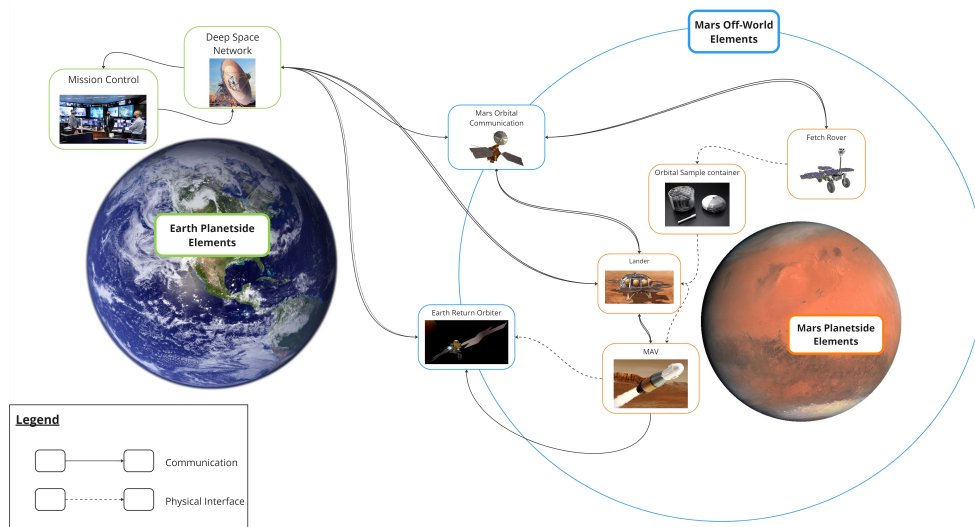 Mars Off-World
Elements
Deep Space
Network
Mission Control
Mars Orbital
Communication
Fetch Rover
Orbital Sample container
Earth Planetside
Elements
Lander
Earth Return Orbiter
Mars Planetside
Elements
MAV
Legend
Communication
Physical Interface